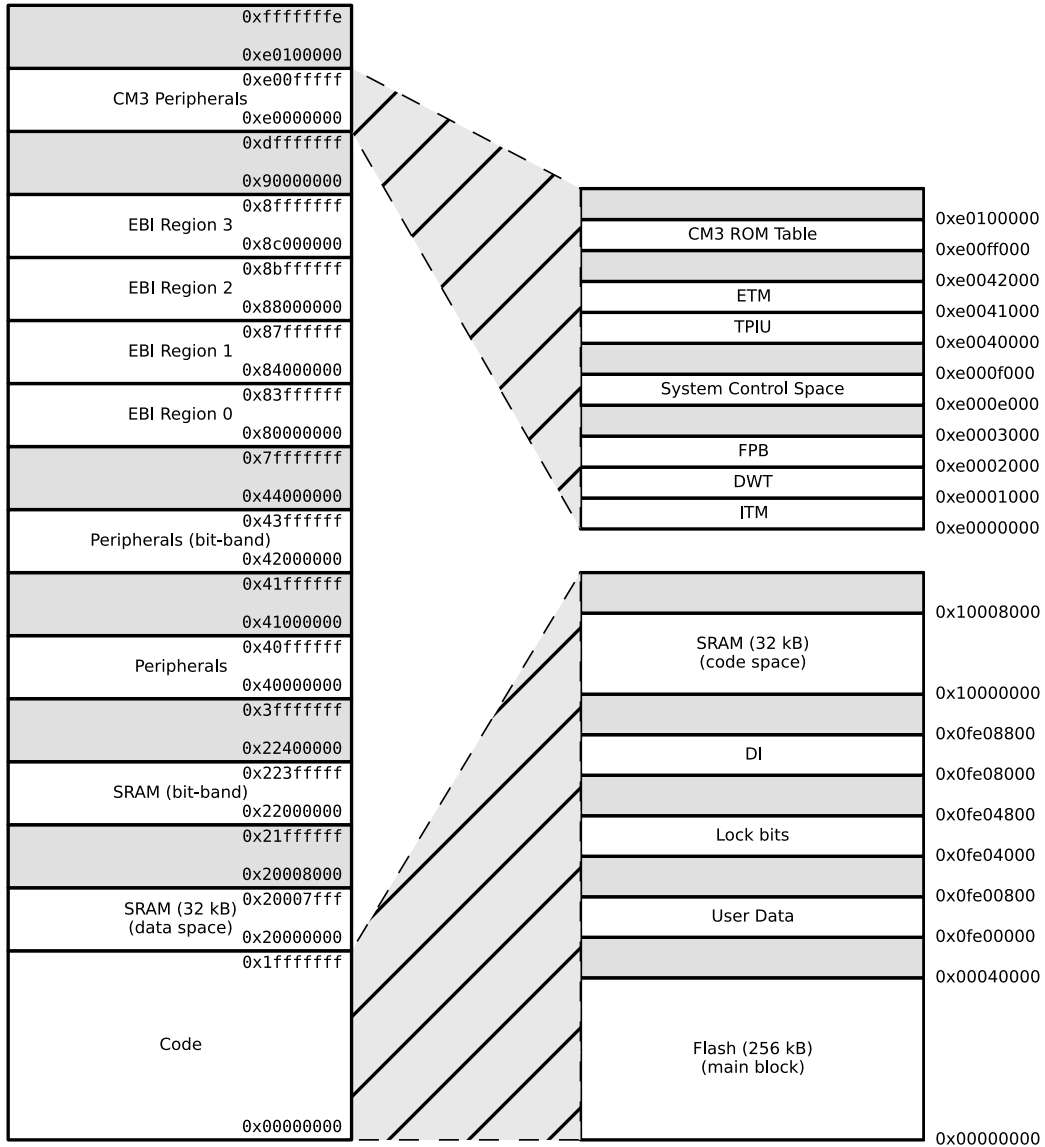 0xfffffffe
0xe0100000
0xe00fffff
CM3 Peripherals
0xe0000000
0xdfffffff
0x90000000
0x8fffffff
EBI Region 3
0x8c000000
0x8bffffff
EBI Region 2
0x88000000
0x87ffffff
EBI Region 1
0x84000000
0x83ffffff
EBI Region 0
0x80000000
0x7fffffff
0x44000000
0x43ffffff
Peripherals (bit-band)
0x42000000
0x41ffffff
0x41000000
0x40ffffff
Peripherals
0x40000000
0x3fffffff
0x22400000
0x223fffff
SRAM (bit-band)
0x22000000
0x21ffffff
0x20008000
0x20007fff
SRAM (32 kB)
(data space)
0x20000000
0x1fffffff
Code
0x00000000
0xe0100000
CM3 ROM Table
0xe00ff000
0xe0042000
ETM
0xe0041000
TPIU
0xe0040000
0xe000f000
System Control Space
0xe000e000
0xe0003000
FPB
0xe0002000
DWT
0xe0001000
ITM
0xe0000000
0x10008000
SRAM (32 kB)
(code space)
0x10000000
0x0fe08800
DI
0x0fe08000
0x0fe04800
Lock bits
0x0fe04000
0x0fe00800
User Data
0x0fe00000
0x00040000
Flash (256 kB)
(main block)
0x00000000